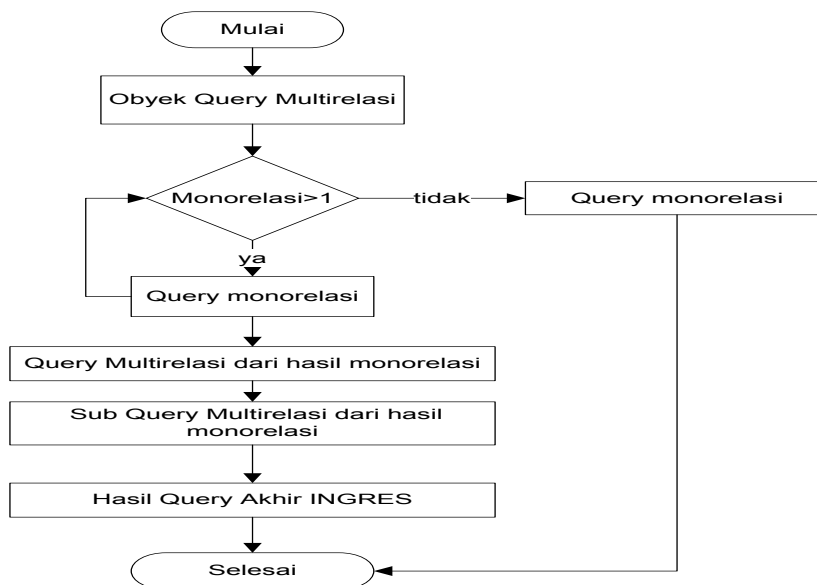 Mulai
Obyek Query Multirelasi
Monorelasi>1
tidak
Query monorelasi
ya
Query monorelasi
Query Multirelasi dari hasil monorelasi
Sub Query Multirelasi dari hasil
monorelasi
Hasil Query Akhir INGRES
Selesai